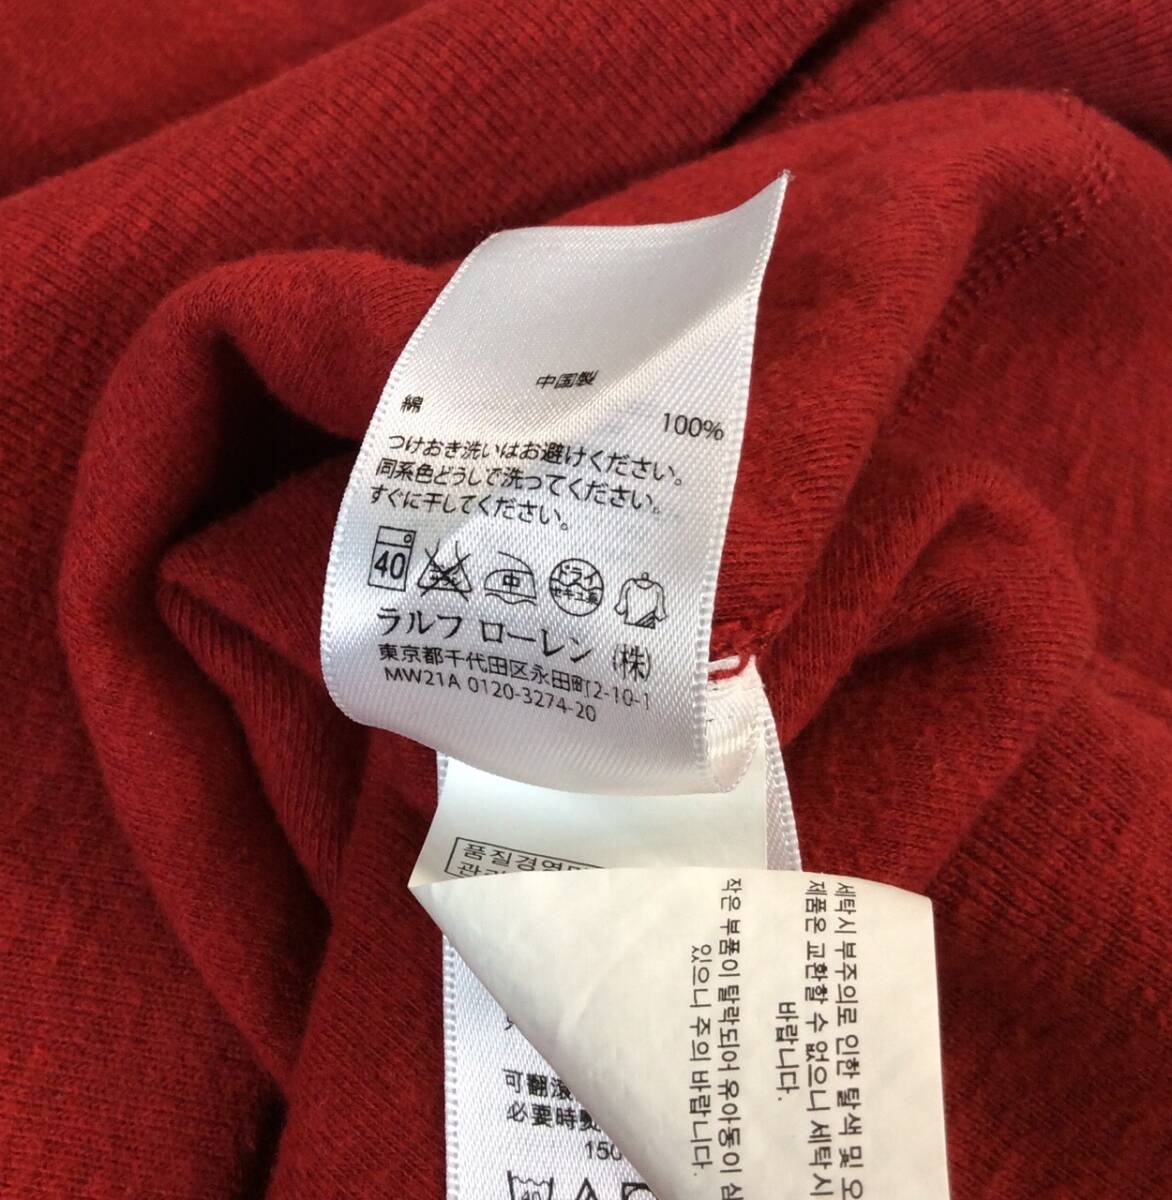 中国製
綿 100%
つけおき洗いはお避けください。
同系色どうしで洗ってください。
すぐに干してください。
40 中 ドライ
ラルフ ローレン (株)
東京都千代田区永田町2-10-1
MW21A 0120-3274-20
품질경영
관리
세탁시 부주의로 인한 탈색 및 오
제품은 교환할 수 없으니 세탁시
바랍니다.
작은 부품이 탈락되어 유아동이 삼
있으니 주의 바랍니다.
可翻滾
必要時
150